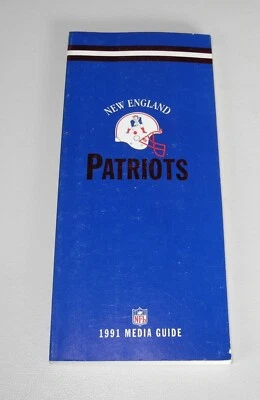 NEW ENGLAND
PATRIOTS
NFL
1991 MEDIA GUIDE